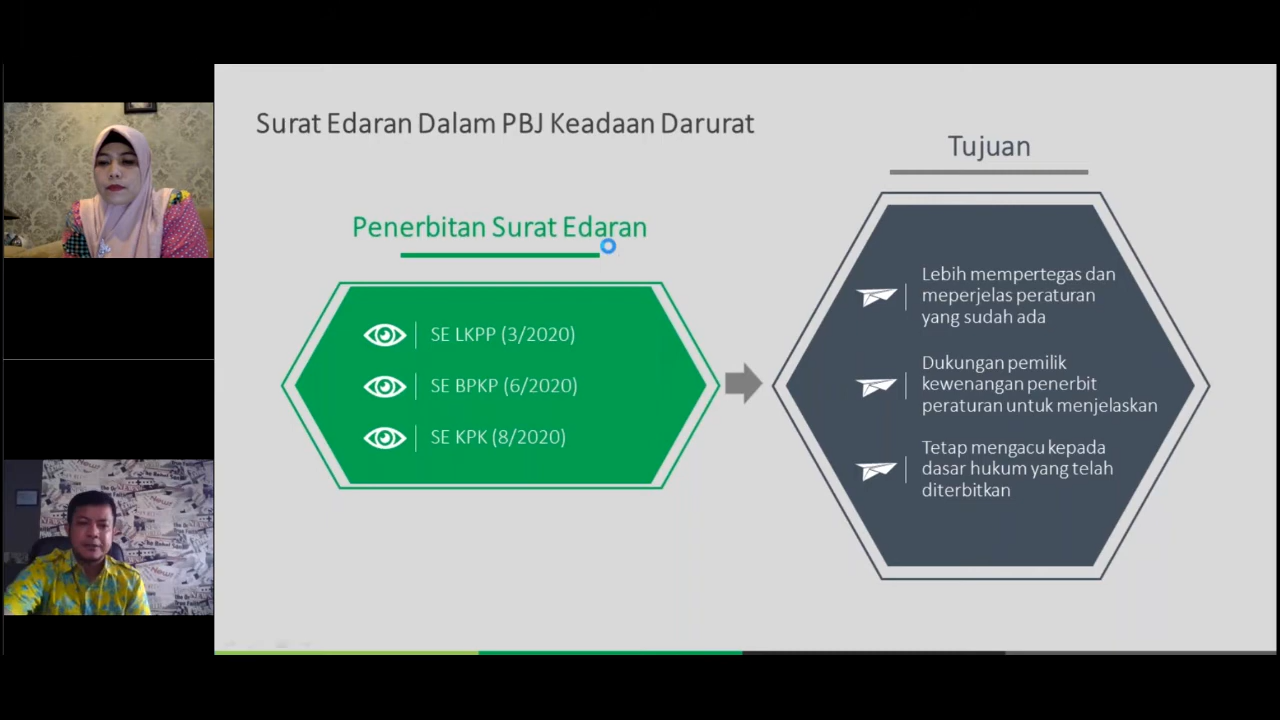 Surat Edaran Dalam PBJ Keadaan Darurat
Penerbitan Surat Edaran
SE LKPP (3/2020)
SE BPKP (6/2020)
SE KPK (8/2020)
Tujuan
Lebih mempertegas dan
meperjelas peraturan
yang sudah ada
Dukungan pemilik
kewenangan penerbit
peraturan untuk menjelaskan
Tetap mengacu kepada
dasar hukum yang telah
diterbitkan